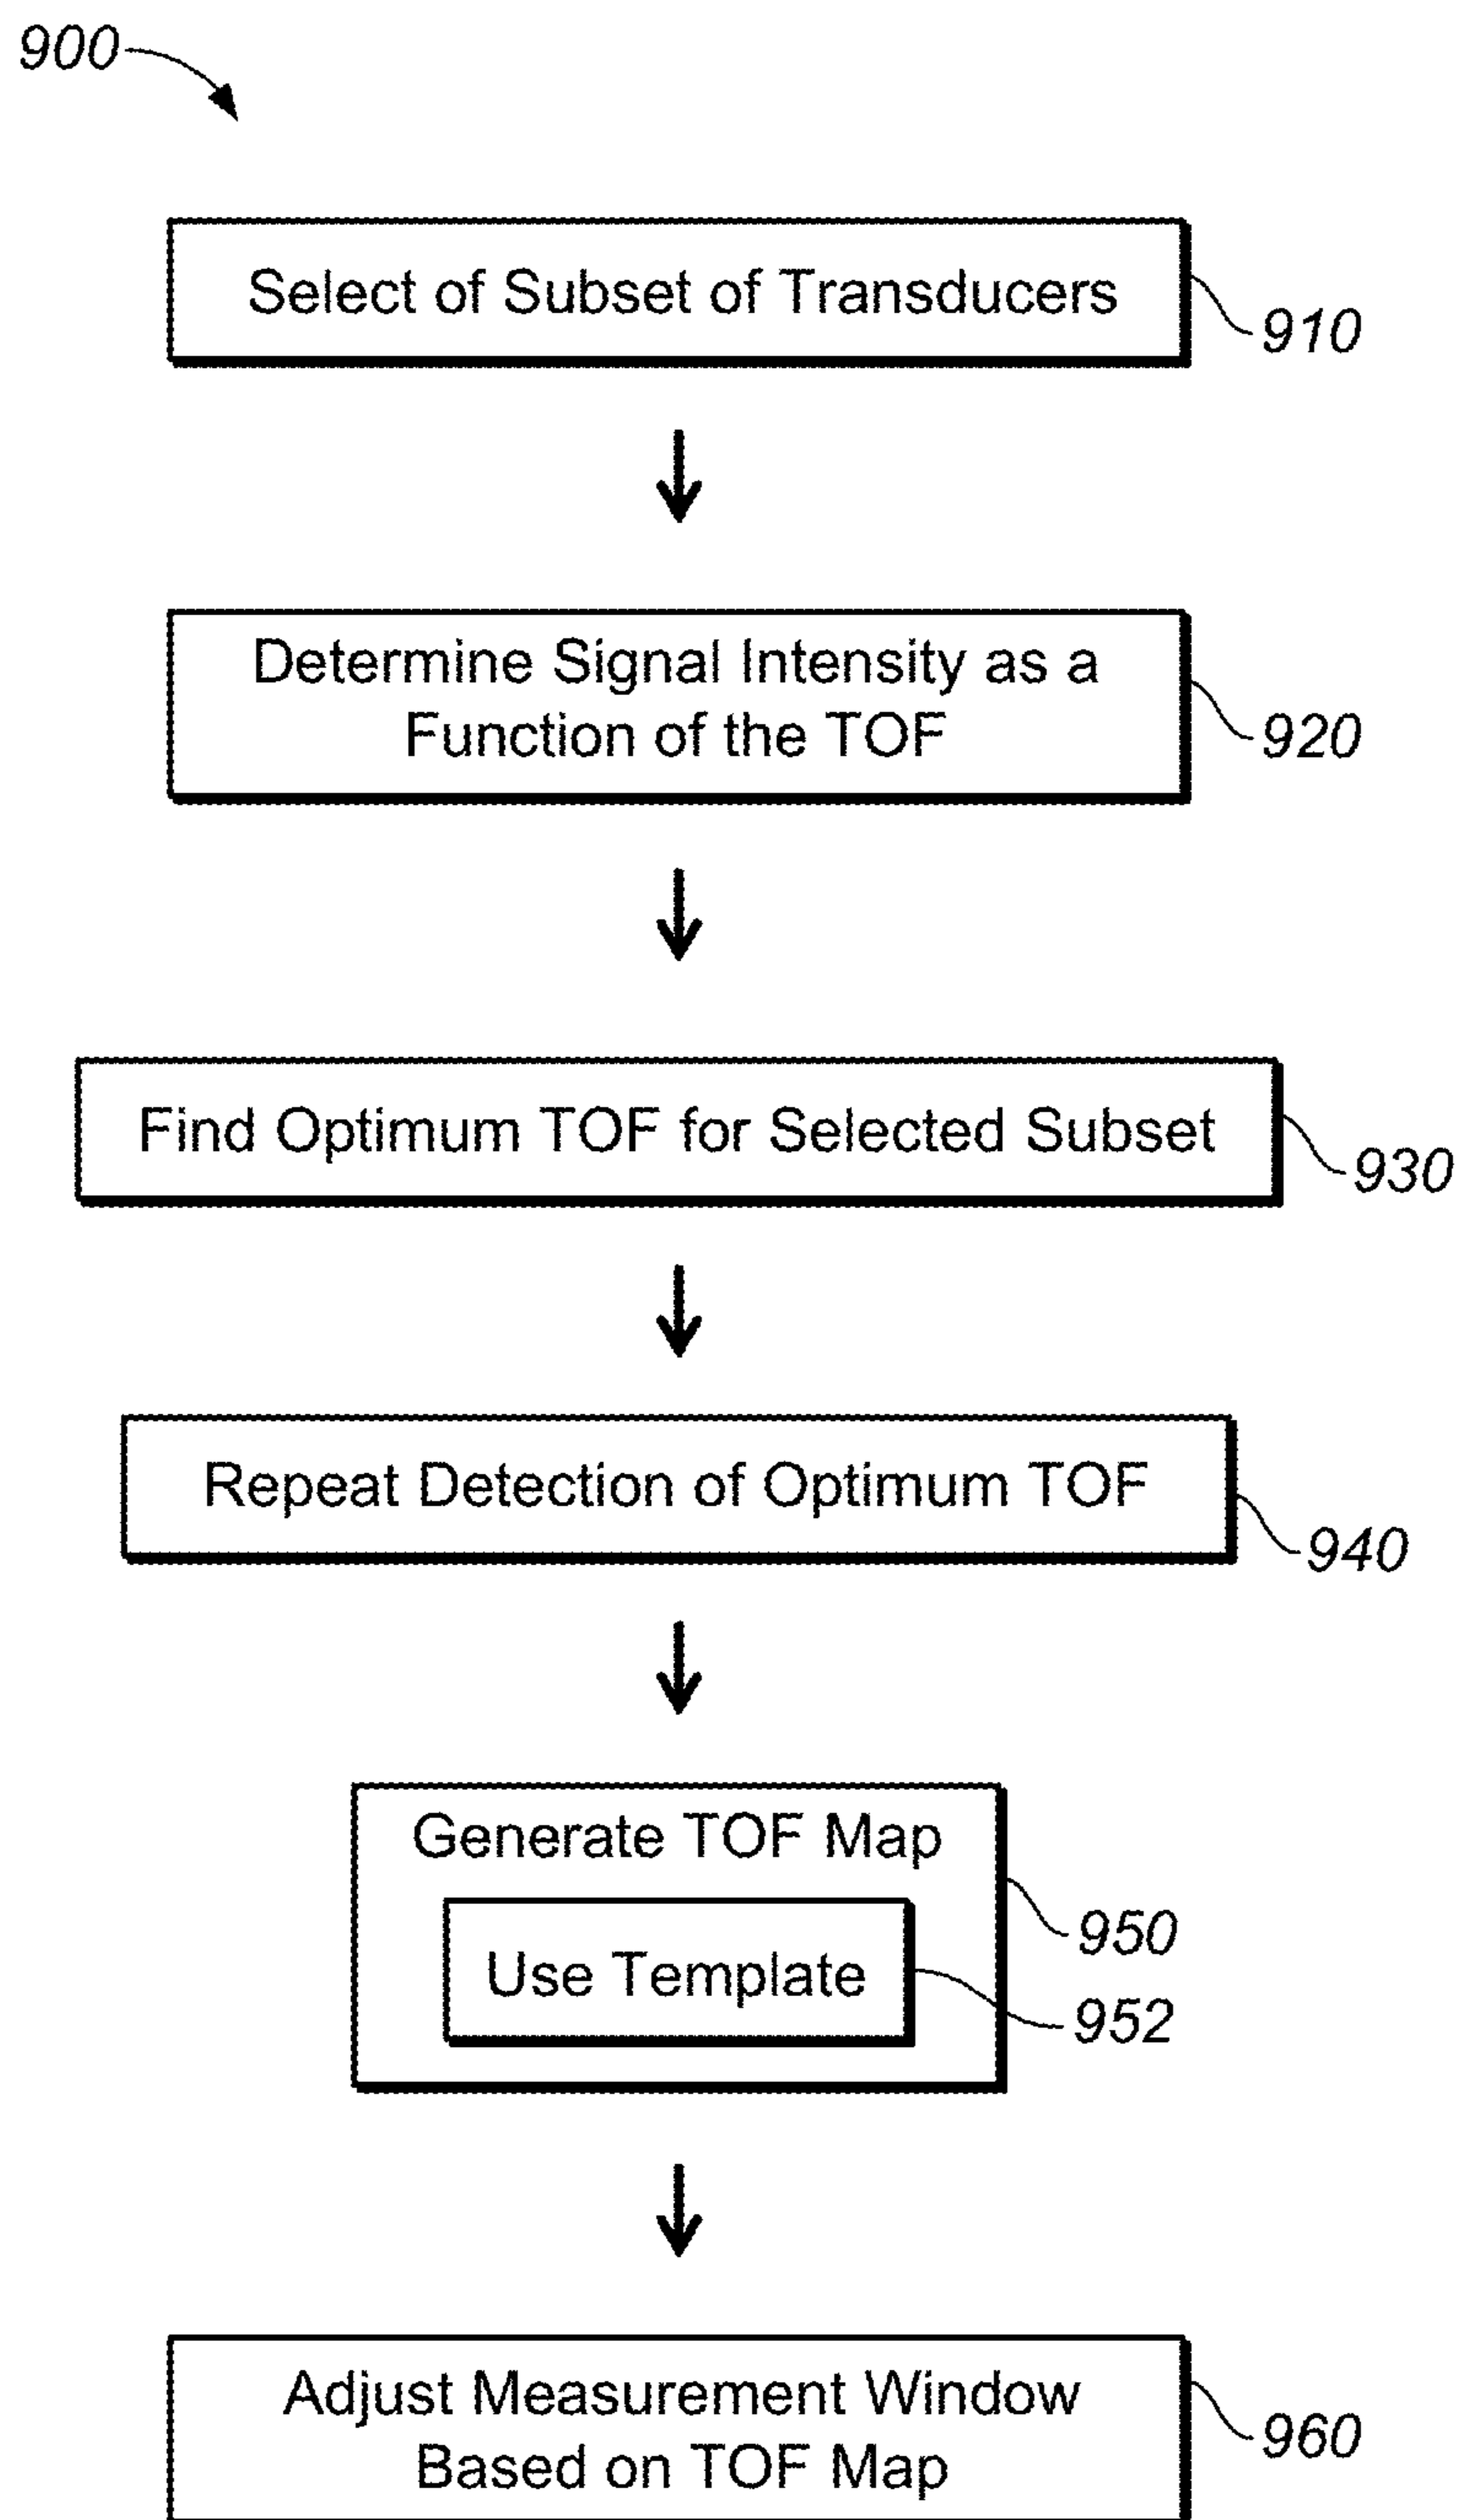 900
Select of Subset of Transducers
910
Determine Signal Intensity as a
Function of the TOF
920
Find Optimum TOF for Selected Subset
930
Repeat Detection of Optimum TOF
940
Generate TOF Map
950
Use Template
952
Adjust Measurement Window
Based on TOF Map
960